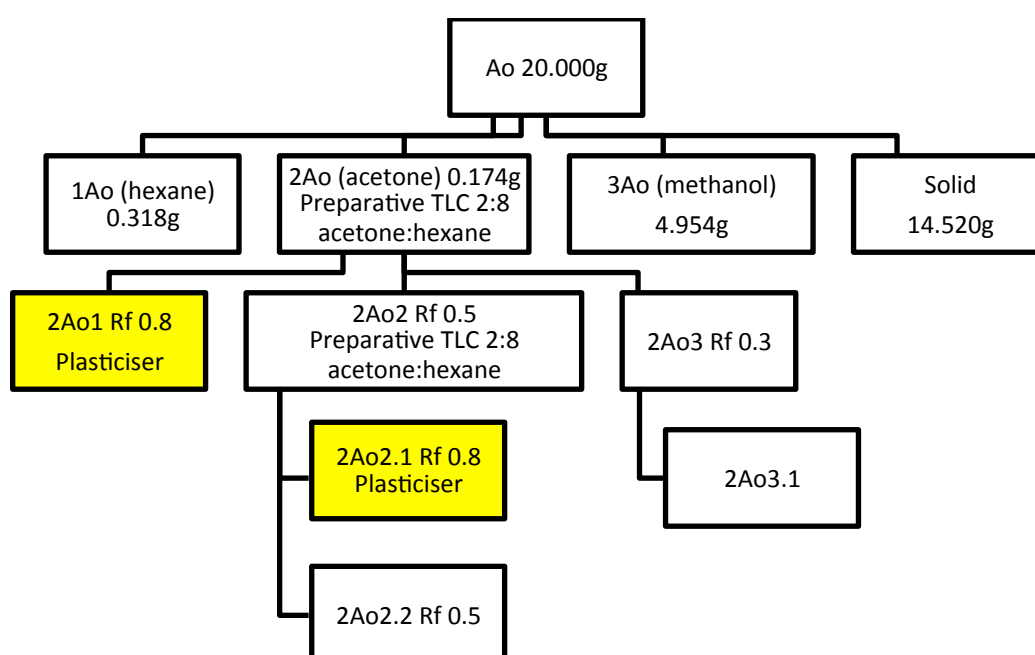 Ao 20.000g
1Ao (hexane)
0.318g
2Ao (acetone) 0.174g
Preparative TLC 2:8
acetone:hexane
3Ao (methanol)
4.954g
Solid
14.520g
2Ao1 Rf 0.8
Plasticiser
2Ao2 Rf 0.5
Preparative TLC 2:8
acetone:hexane
2Ao3 Rf 0.3
2Ao2.1 Rf 0.8
Plasticiser
2Ao3.1
2Ao2.2 Rf 0.5